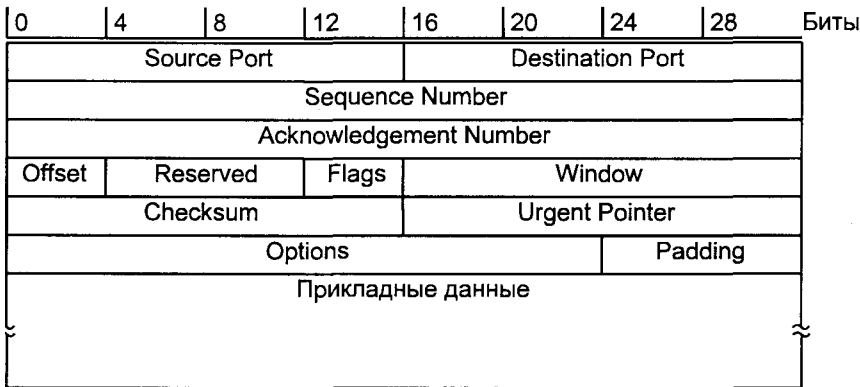 0 4 8 12 16 20 24 28 Биты
Source Port Destination Port
Sequence Number
Acknowledgement Number
Offset Reserved Flags Window
Checksum Urgent Pointer
Options Padding
Прикладные данные